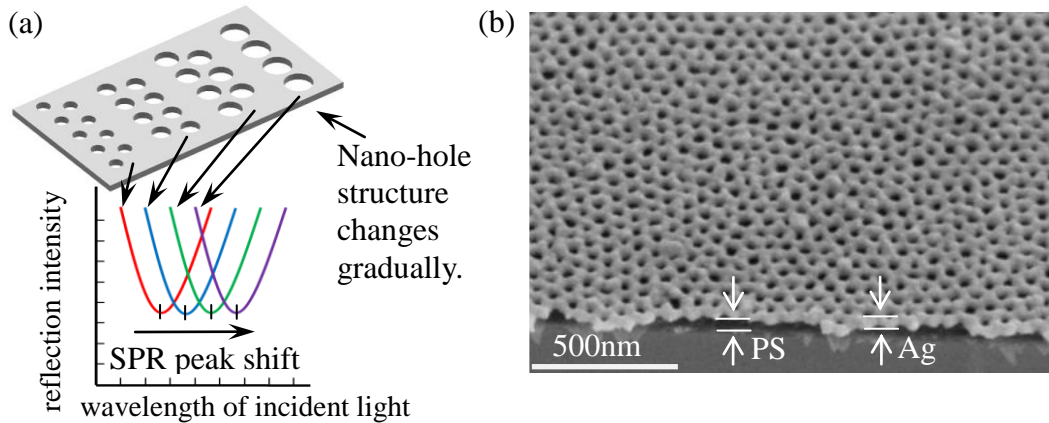 (a)
Nano-hole
structure
changes
gradually.
reflection intensity
SPR peak shift
wavelength of incident light
(b)
500nm
PS
Ag